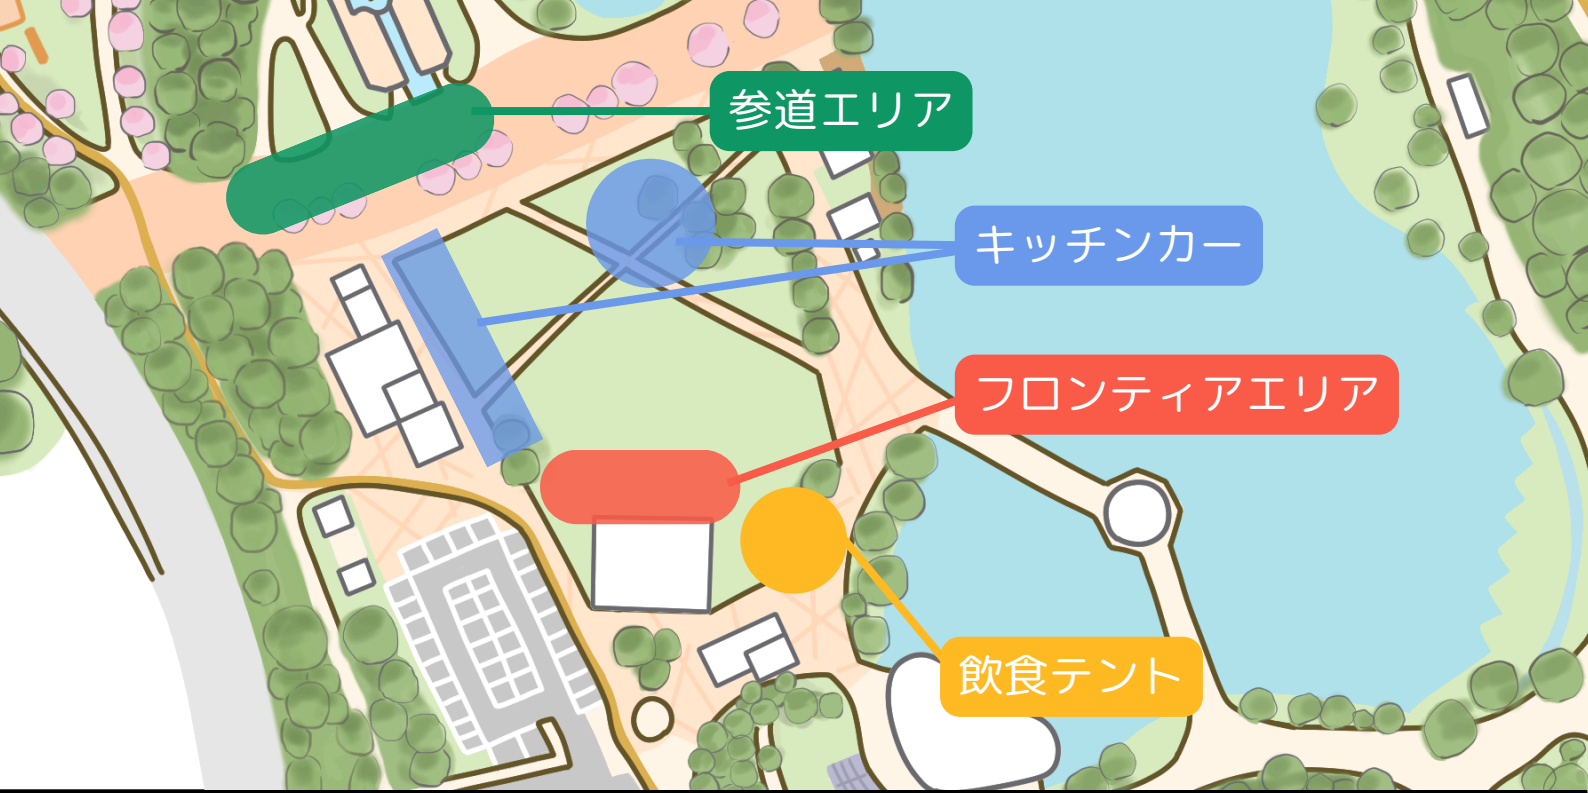 参道エリア
キッチンカー
フロンティアエリア
飲食テント